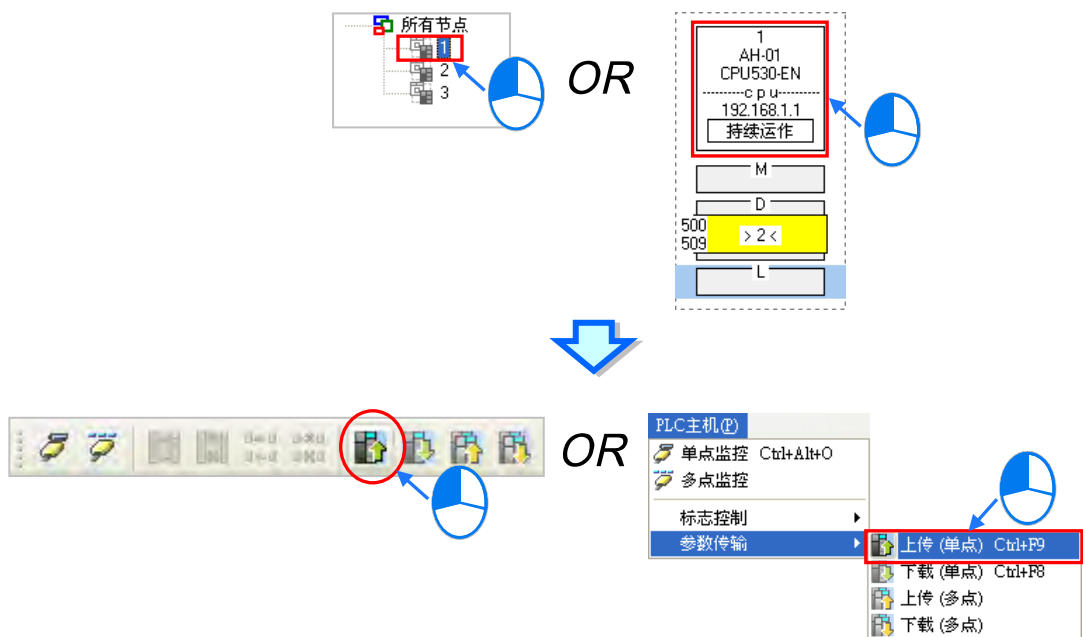 所有节点
1
2
3
OR
1
AH-01
CPU530-EN
--------c p u--------
192.168.1.1
持续运作
M
D
500
509
> 2 <
L
OR
PLC主机(P)
单点监控 Ctrl+Alt+O
多点监控
标志控制
参数传输
上传 (单点) Ctrl+F9
下载 (单点) Ctrl+F8
上传 (多点)
下载 (多点)